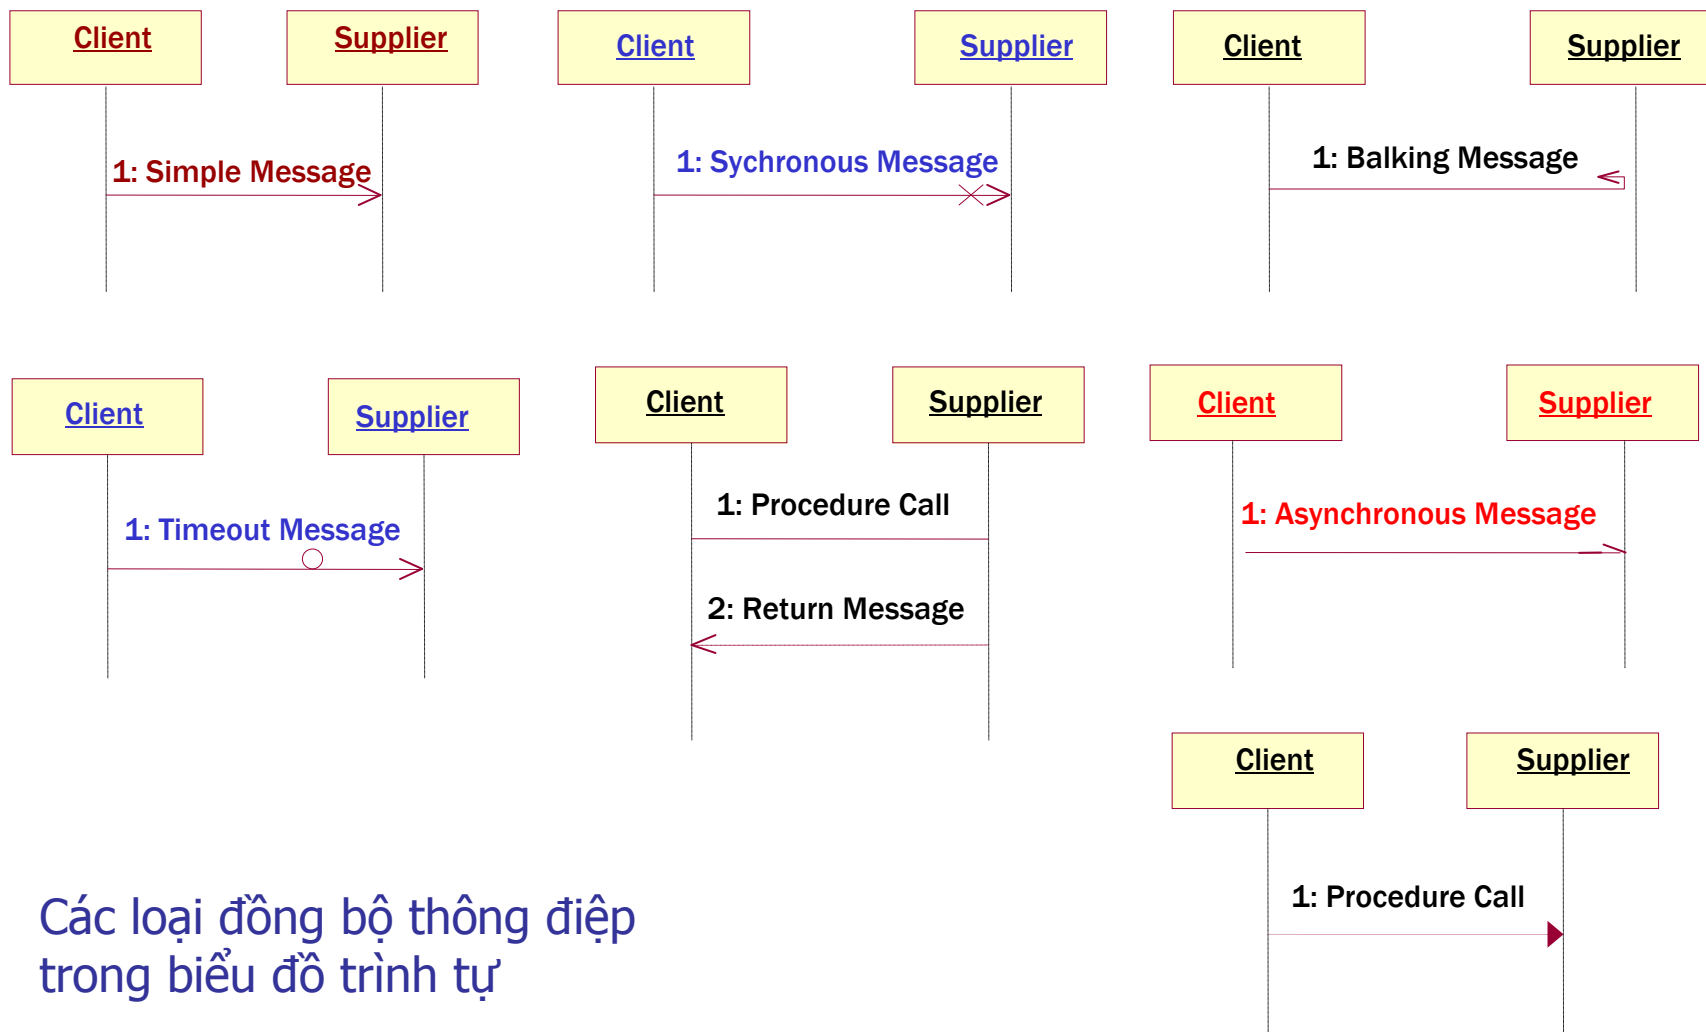 Client Supplier
1: Simple Message
Client Supplier
1: Sychronous Message
Client Supplier
1: Balking Message
Client Supplier
1: Timeout Message
Client Supplier
1: Procedure Call
2: Return Message
Client Supplier
1: Asynchronous Message
Client Supplier
1: Procedure Call
Các loại đồng bộ thông điệp
trong biểu đồ trình tự